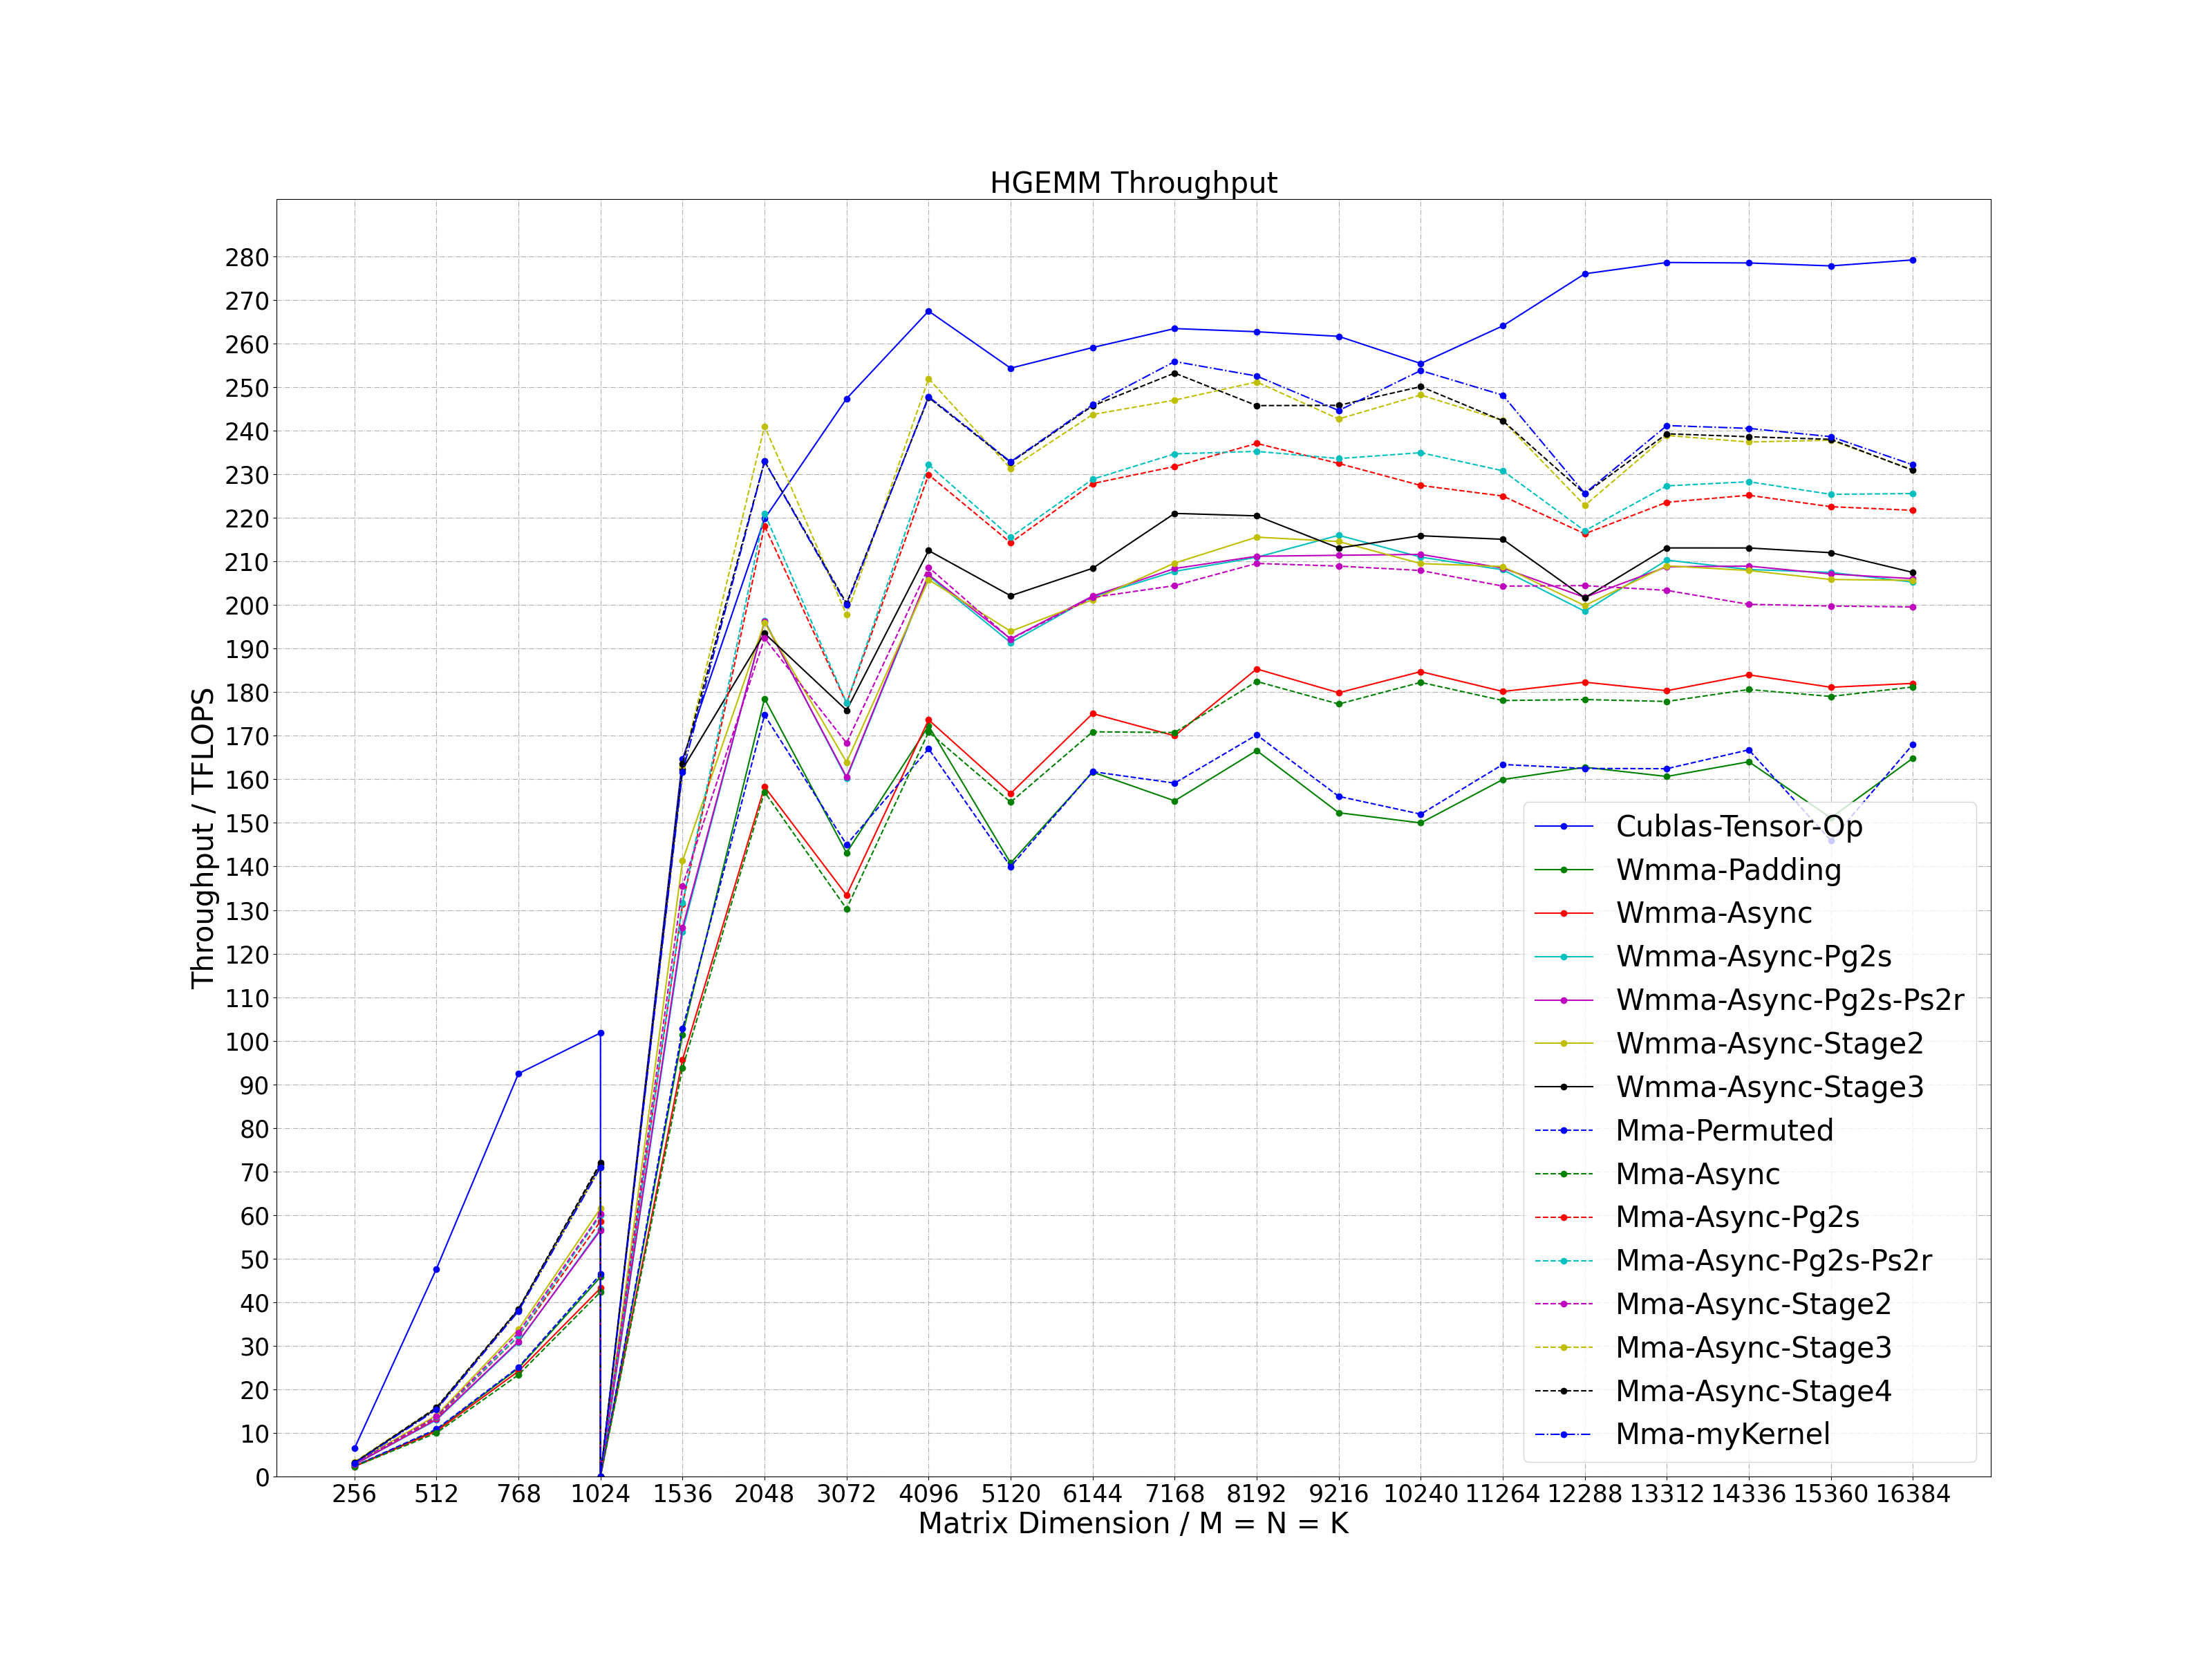 HGEMM Throughput
Throughput / TFLOPS
280
270
260
250
240
230
220
210
200
190
180
170
160
150
140
130
120
110
100
90
80
70
60
50
40
30
20
10
0
256 512 768 1024 1536 2048 3072 4096 5120 6144 7168 8192 9216 10240 11264 12288 13312 14336 15360 16384
Matrix Dimension / M = N = K
Cublas-Tensor-Op
Wmma-Padding
Wmma-Async
Wmma-Async-Pg2s
Wmma-Async-Pg2s-Ps2r
Wmma-Async-Stage2
Wmma-Async-Stage3
Mma-Permuted
Mma-Async
Mma-Async-Pg2s
Mma-Async-Pg2s-Ps2r
Mma-Async-Stage2
Mma-Async-Stage3
Mma-Async-Stage4
Mma-myKernel